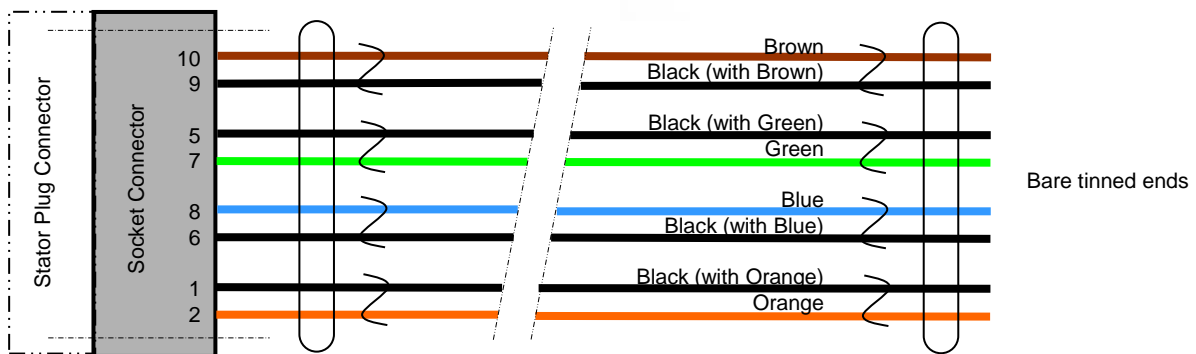 Stator Plug Connector
Socket Connector
10
Brown
9
Black (with Brown)
5
Black (with Green)
7
Green
8
Blue
6
Black (with Blue)
1
Black (with Orange)
2
Orange
Bare tinned ends